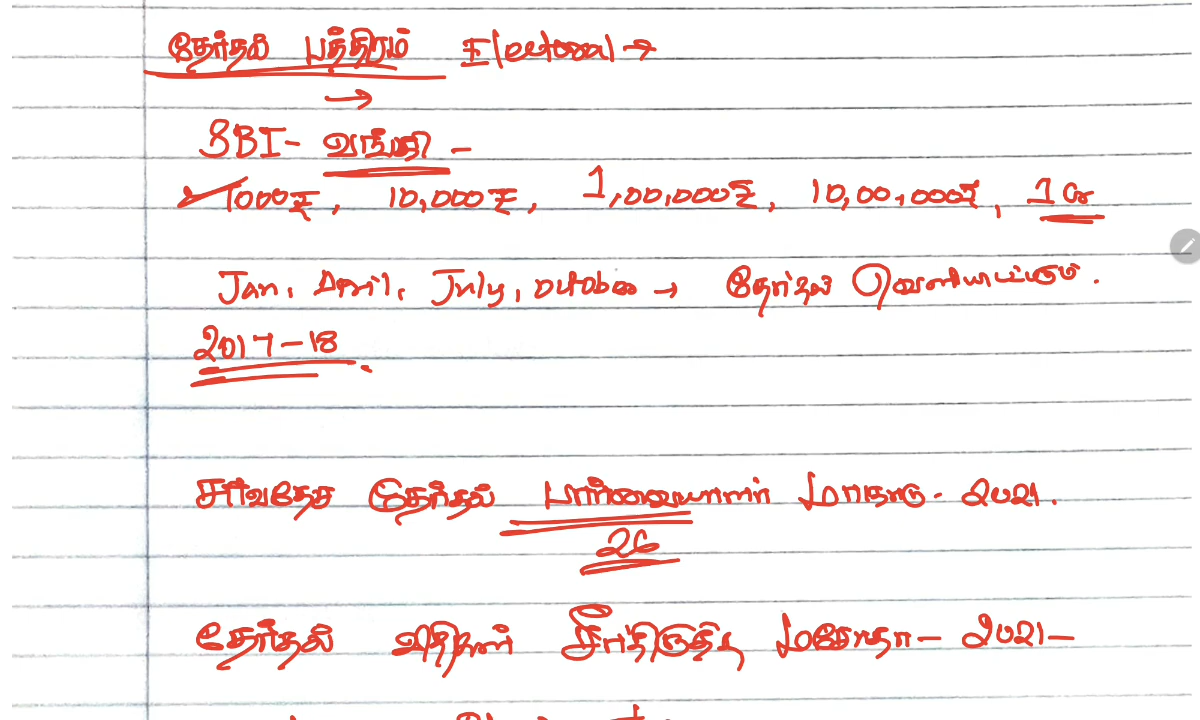 தேர்தல் பத்திரம் Electoral →
→
SBI - வங்கி -
1000₹, 10,000₹, 1,00,000₹, 10,00,000₹, 1 Cr
Jan, April, July, October → தேர்தல் வெளியிடப்படும்.
2017-18.
சர்வதேச தேர்தல் பார்வையாளர் மாநாடு - 2021.
26
தேர்தல் விதிகள் சீர்த்திருத்த மசோதா - 2021 -